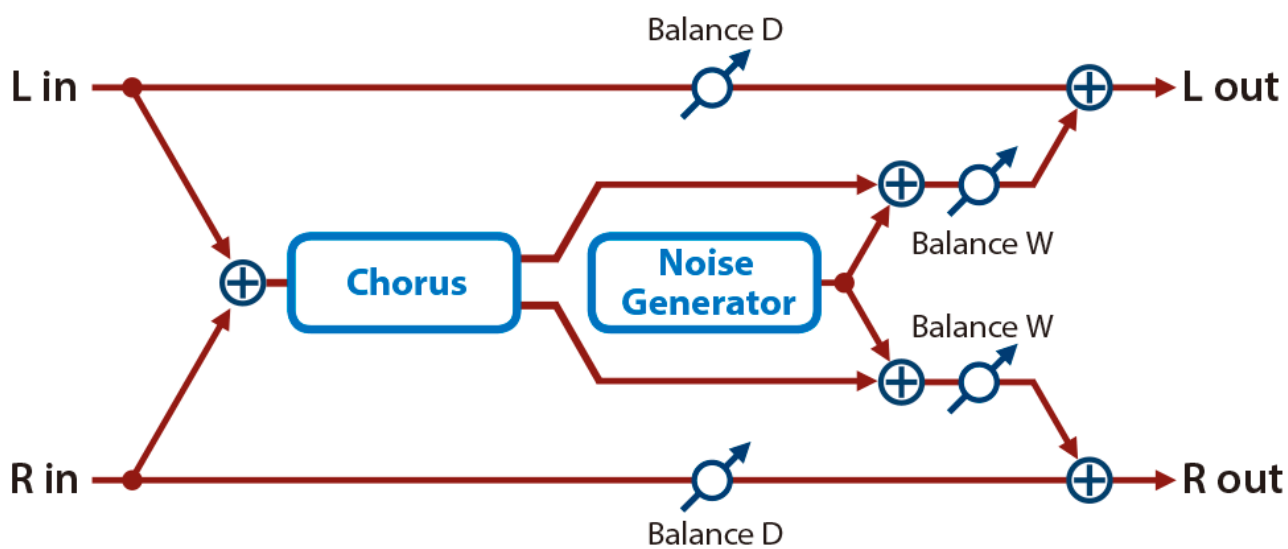 Balance D
L in
L out
Balance W
Chorus
Noise
Generator
Balance W
R in
R out
Balance D